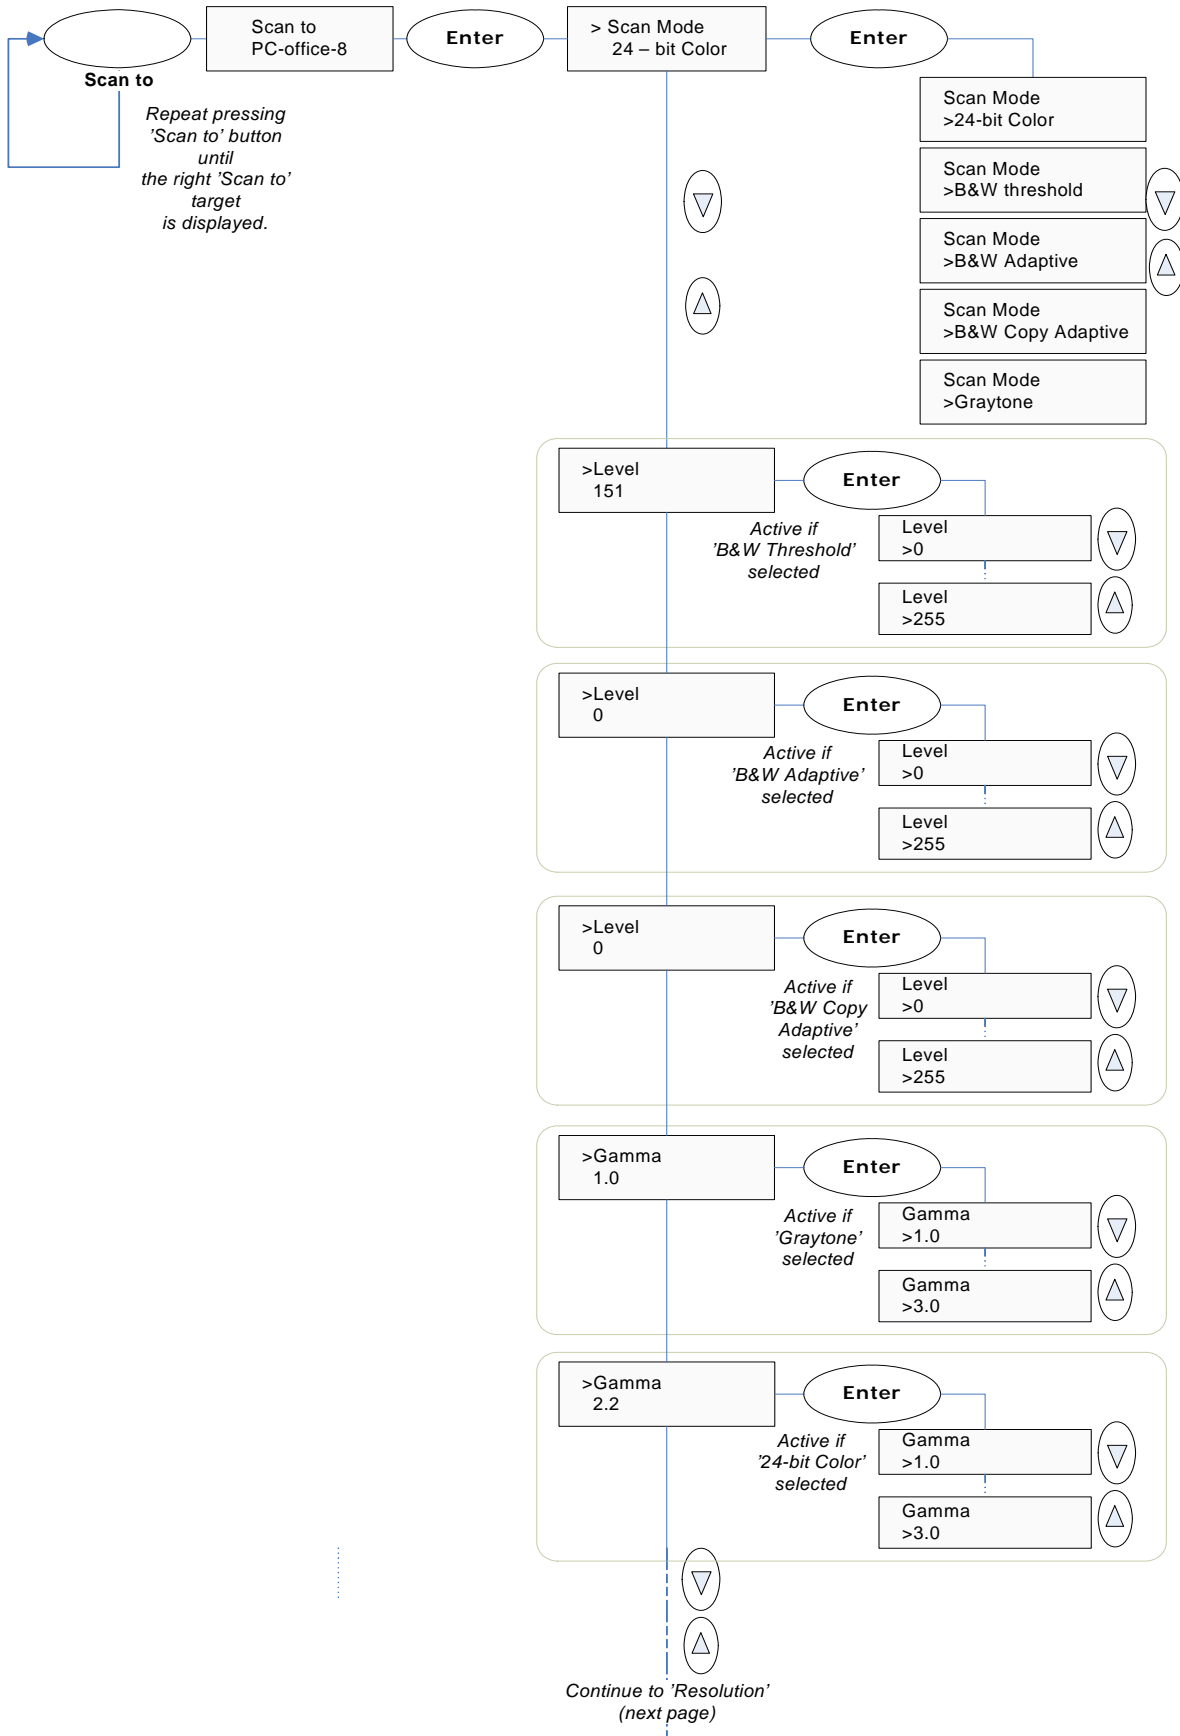 Scan to
PC-office-8
Enter
> Scan Mode
24 – bit Color
Enter
Scan to
Repeat pressing
’Scan to’ button
until
the right ’Scan to’
target
is displayed.
Scan Mode
>24-bit Color
Scan Mode
>B&W threshold
Scan Mode
>B&W Adaptive
Scan Mode
>B&W Copy Adaptive
Scan Mode
>Graytone
>Level
151
Enter
Active if
’B&W Threshold’
selected
Level
>0
Level
>255
>Level
0
Enter
Active if
’B&W Adaptive’
selected
Level
>0
Level
>255
>Level
0
Enter
Active if
’B&W Copy
Adaptive’
selected
Level
>0
Level
>255
>Gamma
1.0
Enter
Active if
’Graytone’
selected
Gamma
>1.0
Gamma
>3.0
>Gamma
2.2
Enter
Active if
’24-bit Color’
selected
Gamma
>1.0
Gamma
>3.0
Continue to ’Resolution’
(next page)